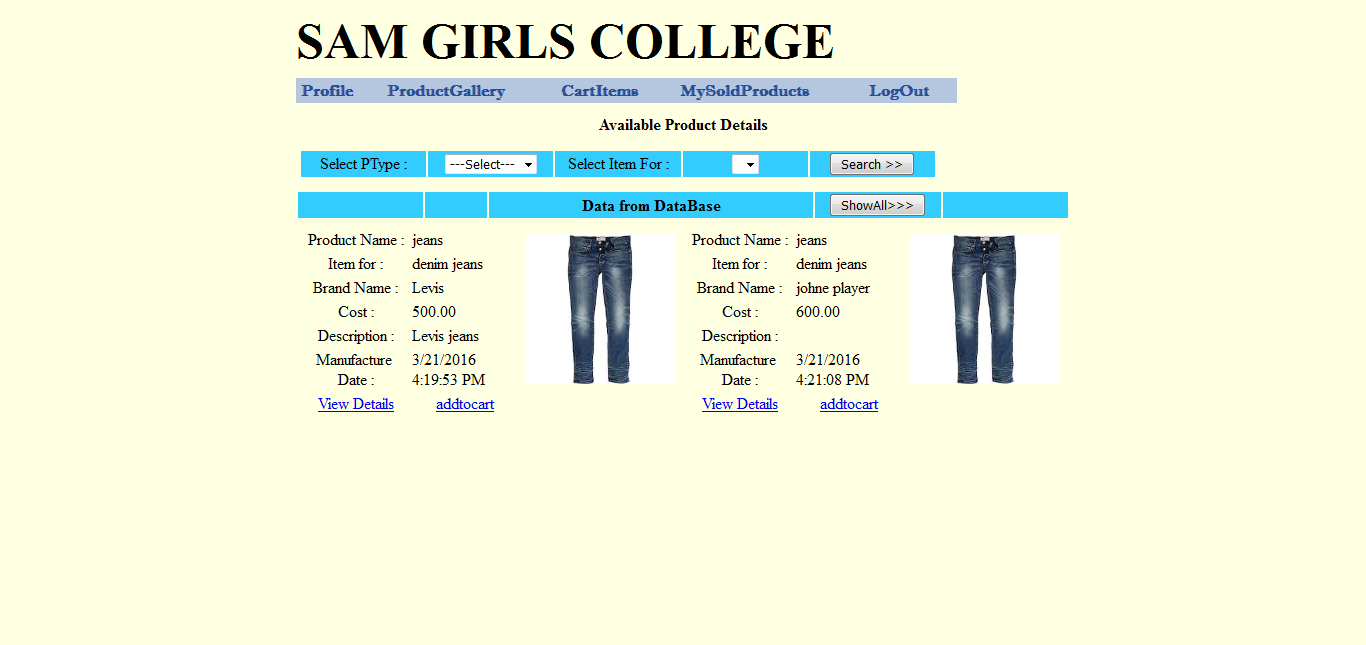 SAM GIRLS COLLEGE
Profile ProductGallery CartItems MySoldProducts LogOut
Available Product Details
Select PType : ---Select--- Select Item For : Search >>
Data from DataBase ShowAll>>>
Product Name : jeans
Item for : denim jeans
Brand Name : Levis
Cost : 500.00
Description : Levis jeans
Manufacture 3/21/2016
Date : 4:19:53 PM
View Details addtocart
Product Name : jeans
Item for : denim jeans
Brand Name : johne player
Cost : 600.00
Description :
Manufacture 3/21/2016
Date : 4:21:08 PM
View Details addtocart